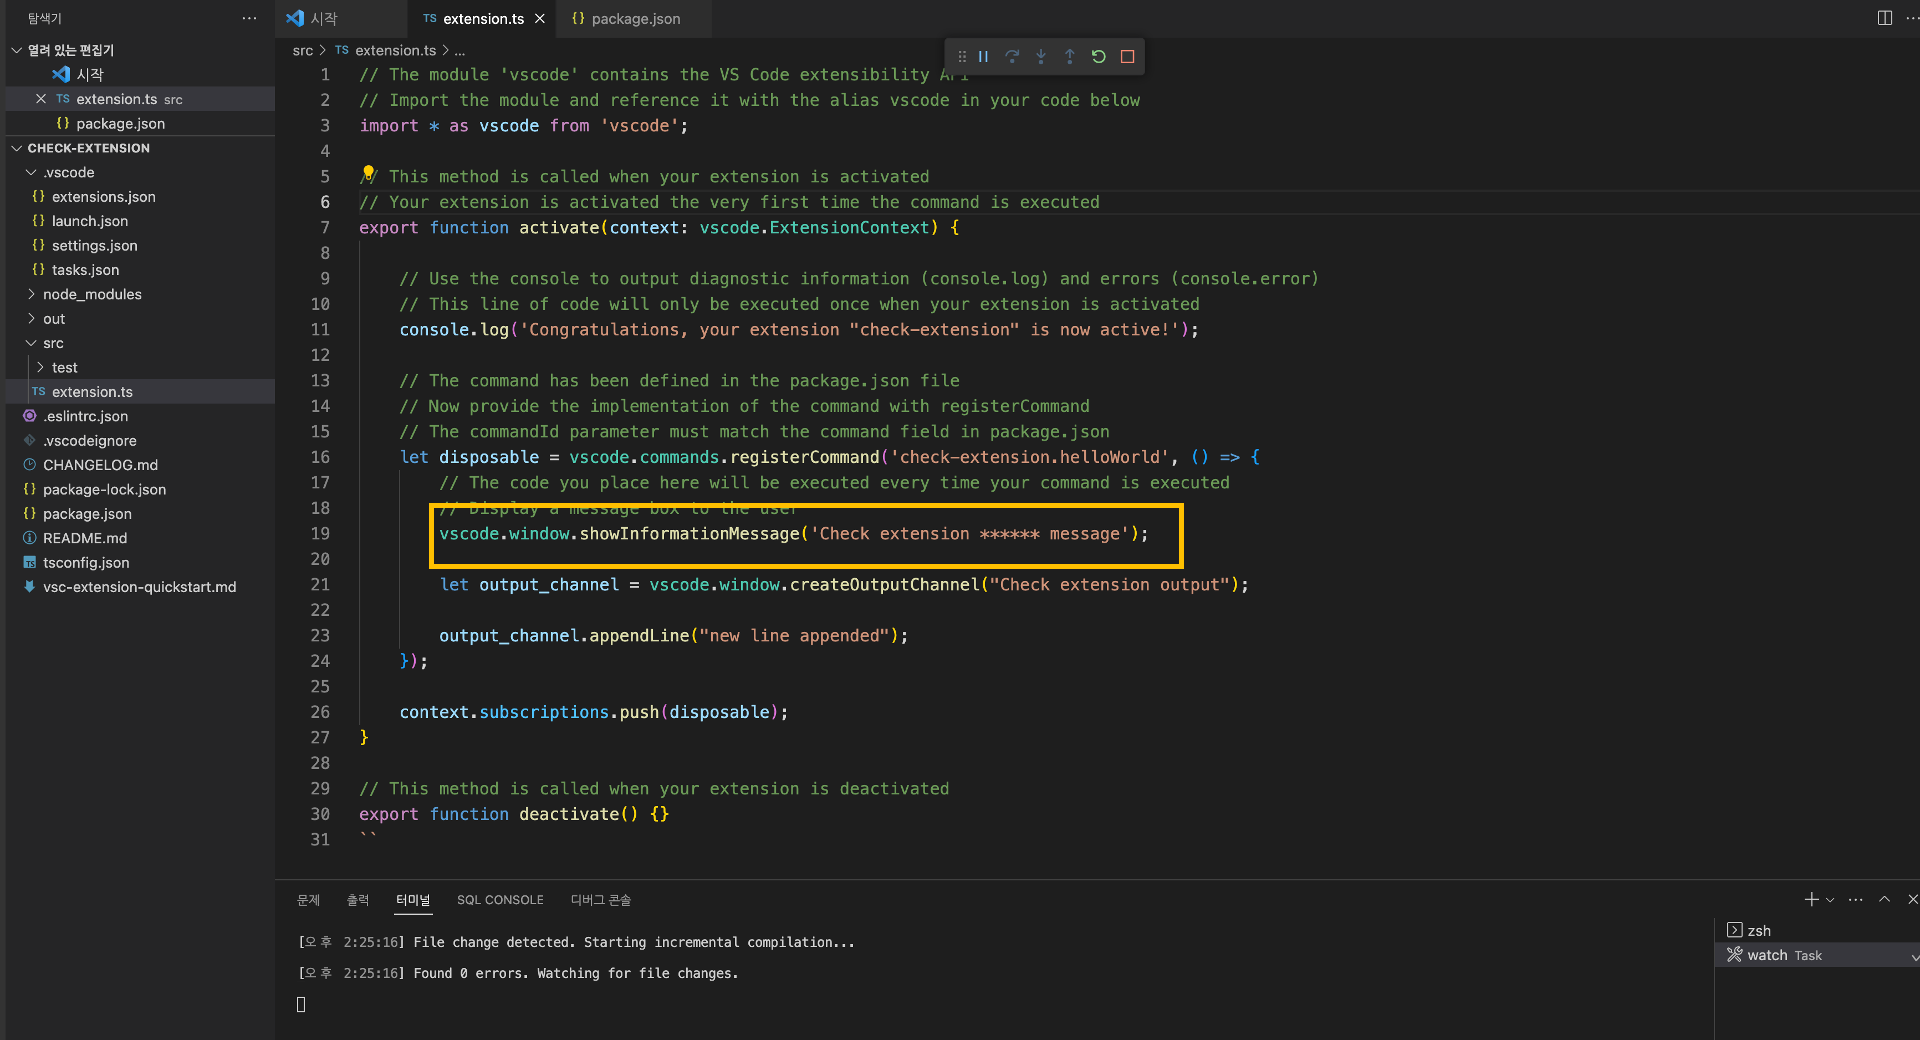 탐색기
열려 있는 편집기
시작
TS extension.ts src
{} package.json
CHECK-EXTENSION
.vscode
{} extensions.json
{} launch.json
{} settings.json
{} tasks.json
node_modules
out
src
test
TS extension.ts
.eslintrc.json
.vscodeignore
CHANGELOG.md
{} package-lock.json
{} package.json
README.md
tsconfig.json
vsc-extension-quickstart.md
시작
TS extension.ts
{} package.json
src > TS extension.ts > ...
1 // The module 'vscode' contains the VS Code extensibility API
2 // Import the module and reference it with the alias vscode in your code below
3 import * as vscode from 'vscode';
4
5 // This method is called when your extension is activated
6 // Your extension is activated the very first time the command is executed
7 export function activate(context: vscode.ExtensionContext) {
8
9 // Use the console to output diagnostic information (console.log) and errors (console.error)
10 // This line of code will only be executed once when your extension is activated
11 console.log('Congratulations, your extension "check-extension" is now active!');
12
13 // The command has been defined in the package.json file
14 // Now provide the implementation of the command with registerCommand
15 // The commandId parameter must match the command field in package.json
16 let disposable = vscode.commands.registerCommand('check-extension.helloWorld', () => {
17 // The code you place here will be executed every time your command is executed
18 // Display a message box to the user
19 vscode.window.showInformationMessage('Check extension ****** message');
20
21 let output_channel = vscode.window.createOutputChannel("Check extension output");
22
23 output_channel.appendLine("new line appended");
24 });
25
26 context.subscriptions.push(disposable);
27 }
28
29 // This method is called when your extension is deactivated
30 export function deactivate() {}
31 ``
문제 출력 터미널 SQL CONSOLE 디버그 콘솔
[오후 2:25:16] File change detected. Starting incremental compilation...
[오후 2:25:16] Found 0 errors. Watching for file changes.
zsh
watch Task